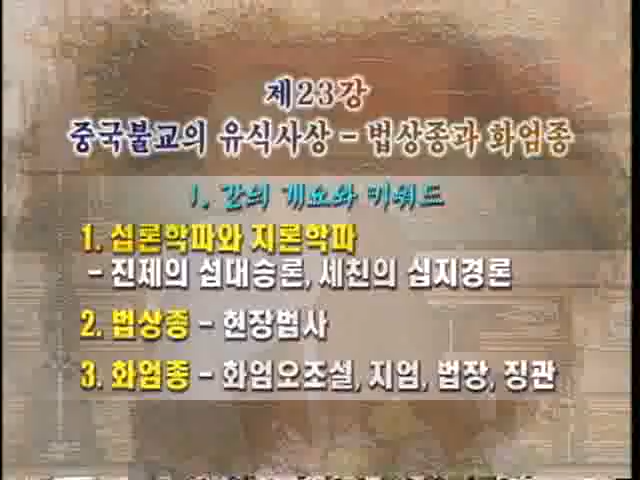 제23강
중국불교의 유식사상 - 법상종과 화엄종
1. 강의 개요와 키워드
1. 섭론학파와 지론학파
- 진제의 섭대승론, 세친의 십지경론
2. 법상종 - 현장법사
3. 화엄종 - 화엄오조설, 지엄, 법장, 징관